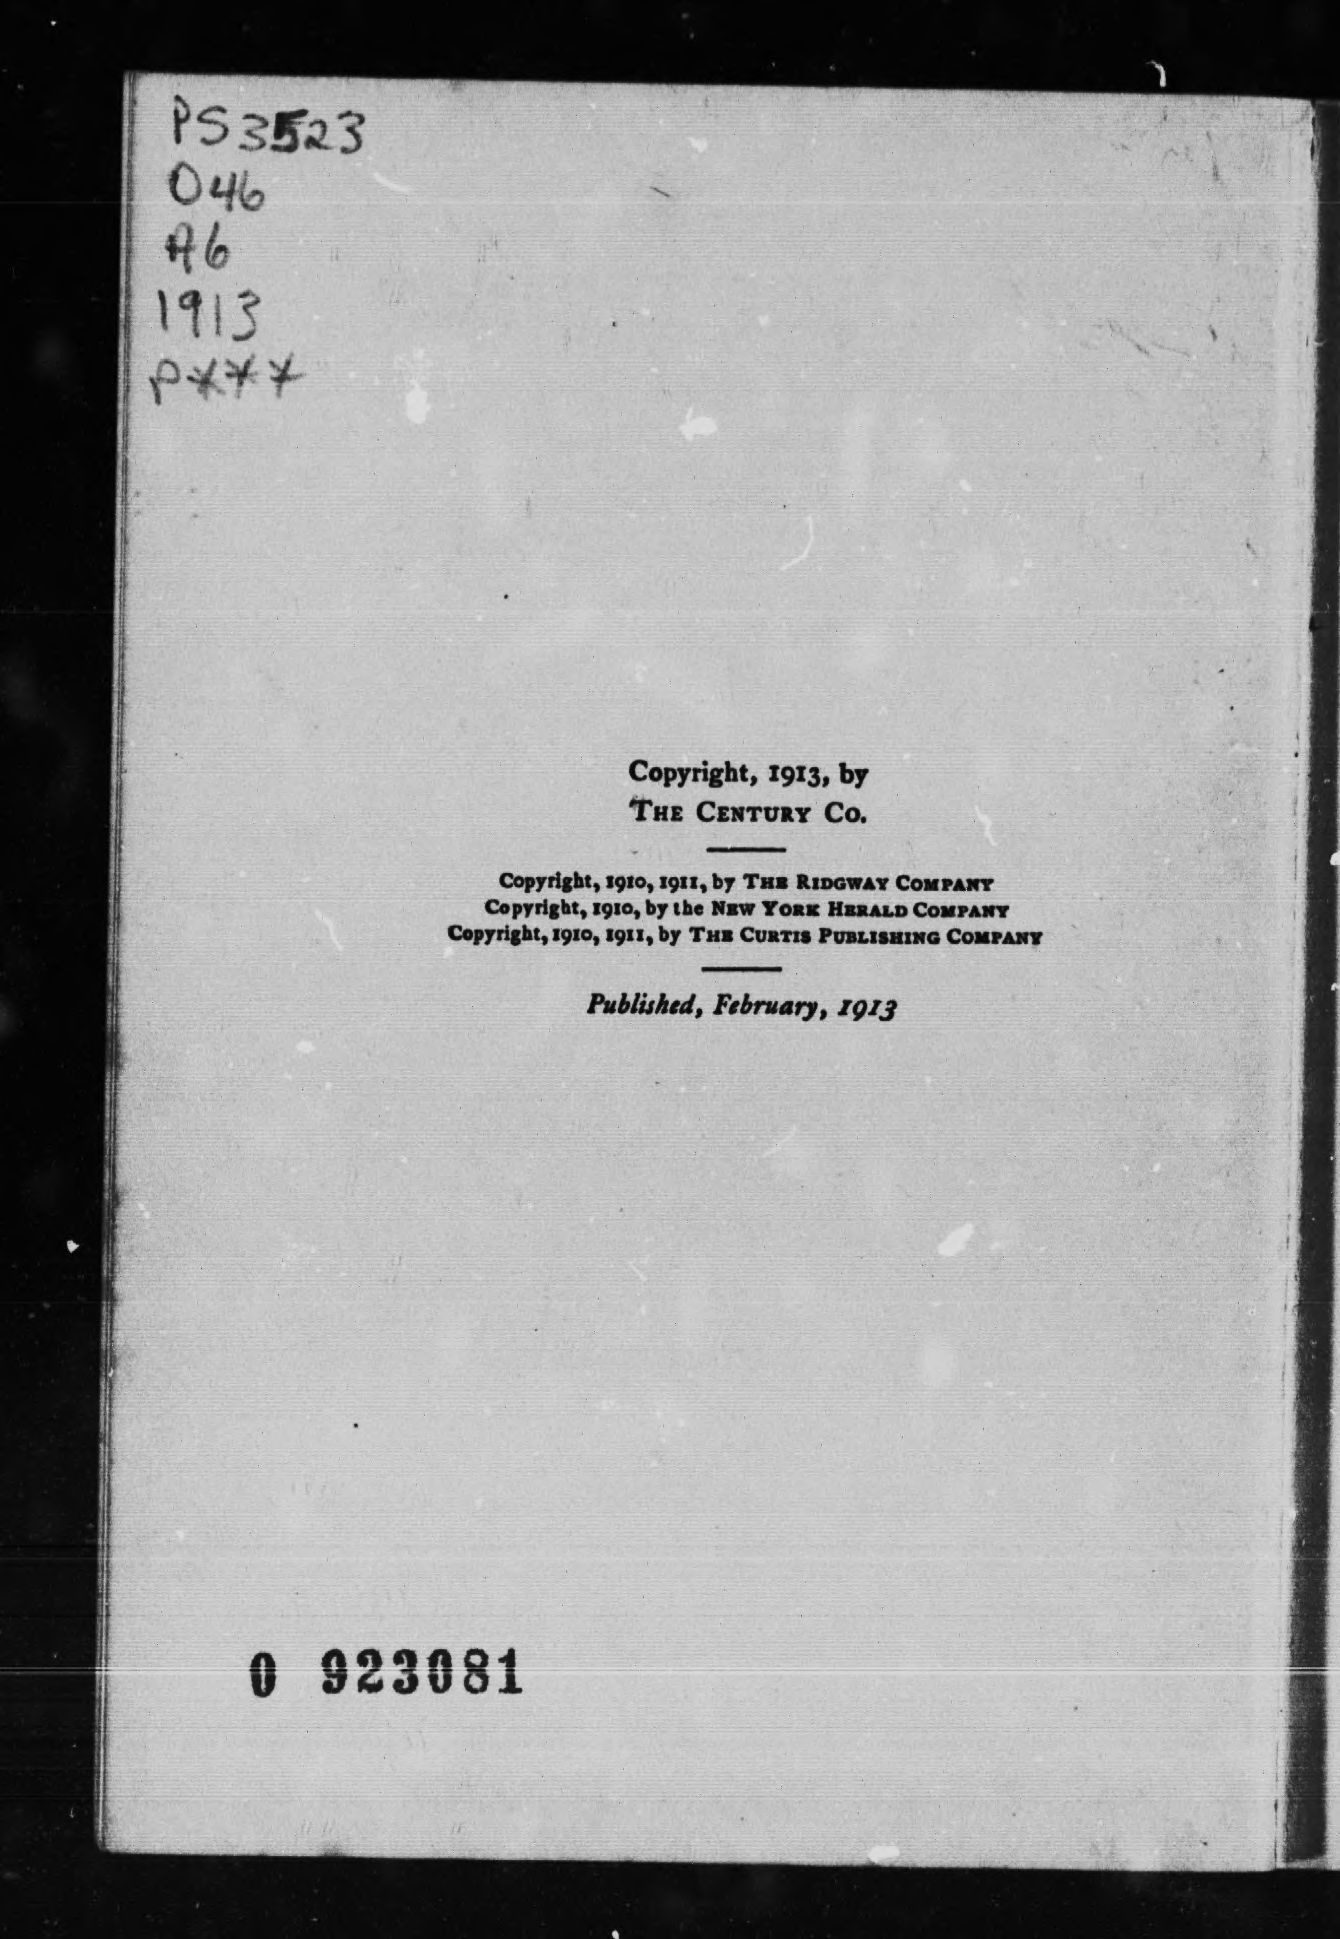 PS3523
O46
A6
1913
P***
Copyright, 1913, by
THE CENTURY CO.
Copyright, 1910, 1911, by THE RIDGWAY COMPANY
Copyright, 1910, by the NEW YORK HERALD COMPANY
Copyright, 1910, 1911, by THE CURTIS PUBLISHING COMPANY
Published, February, 1913
0 923081